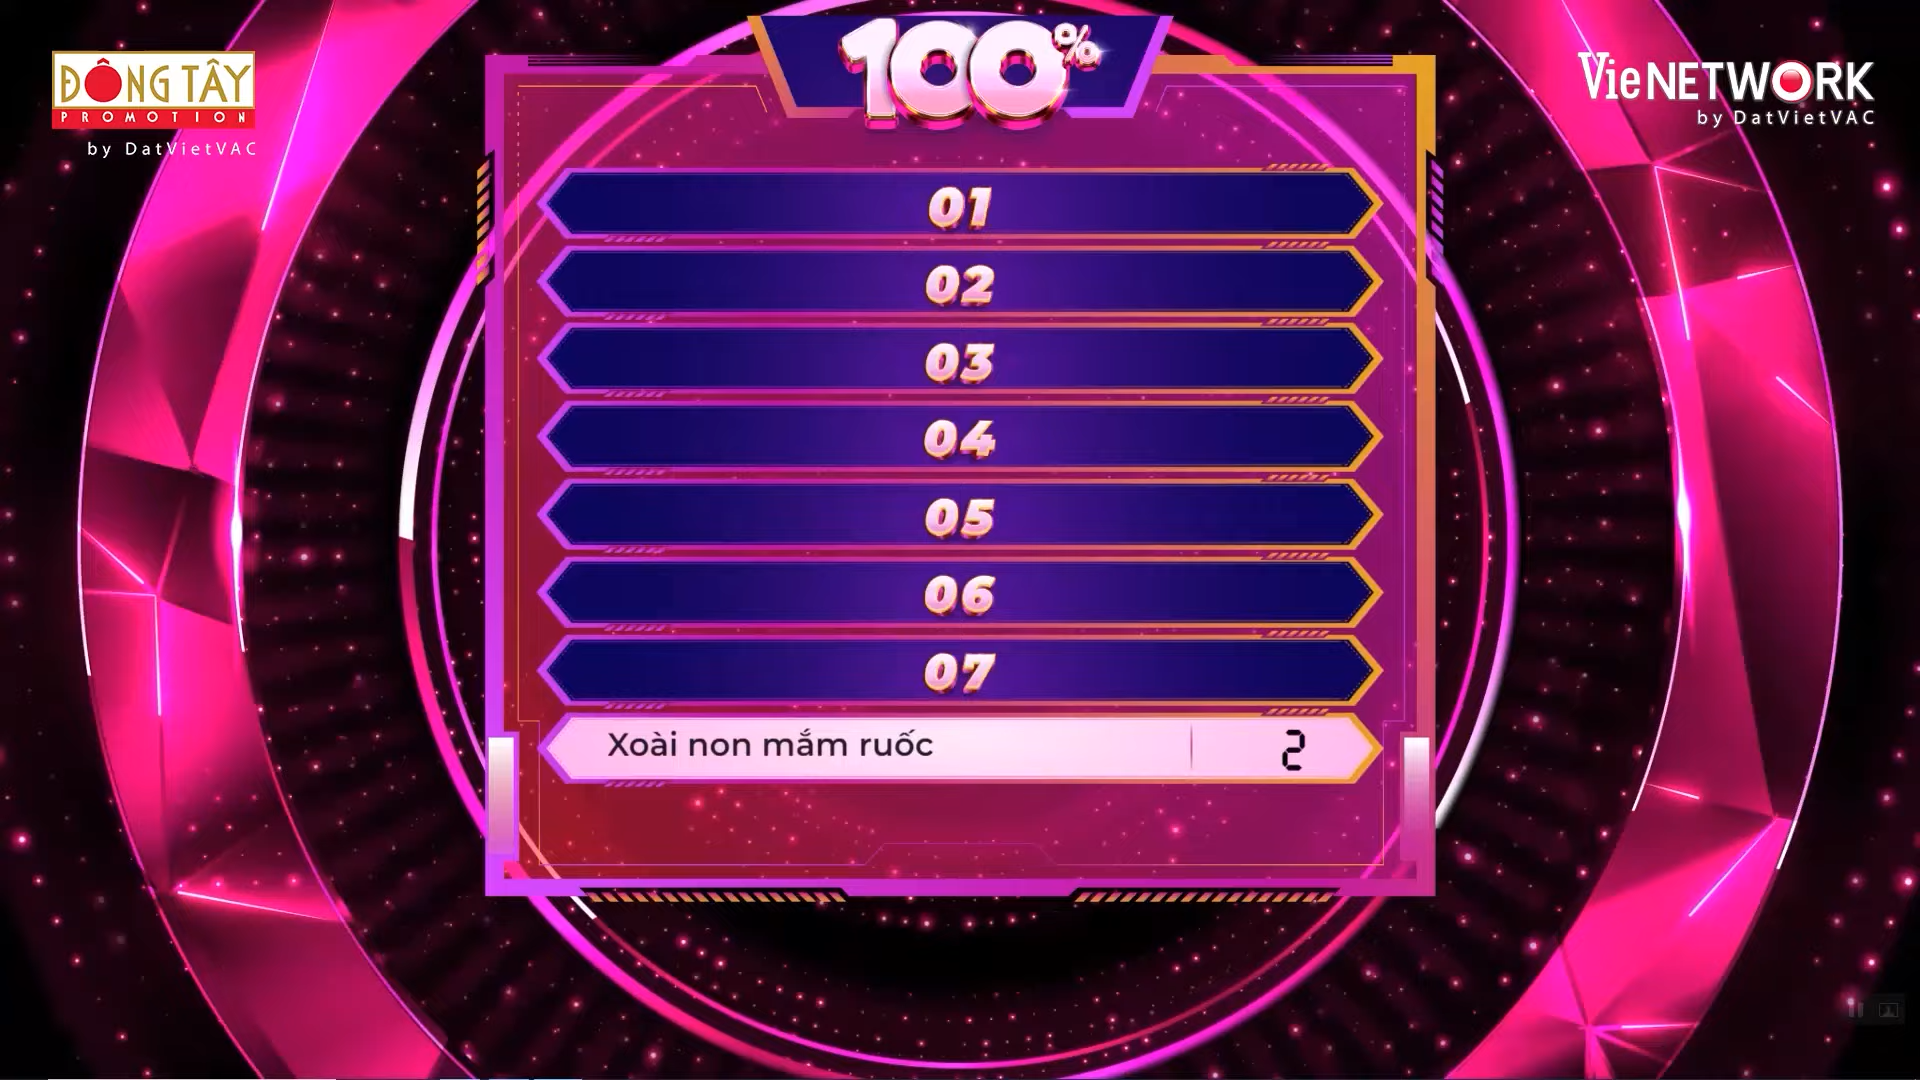 100%
ĐÔNG TÂY
PROMOTION
by DatVietVAC
VieNETWORK
by DatVietVAC
01
02
03
04
05
06
07
Xoài non mắm ruốc 2